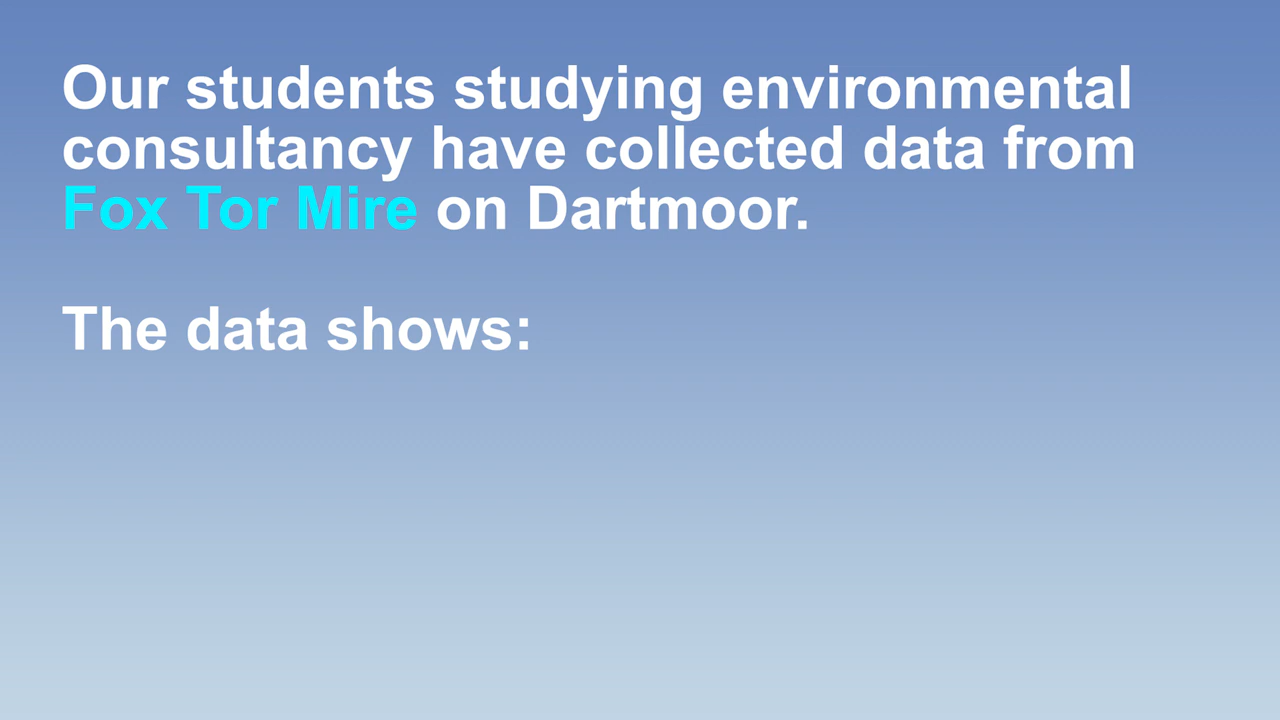 Our students studying environmental
consultancy have collected data from
Fox Tor Mire on Dartmoor.
The data shows: